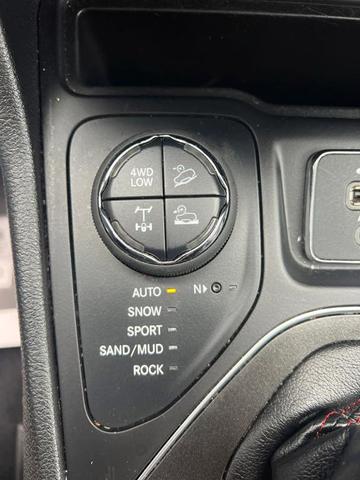 4WD
LOW
AUTO
N
SNOW
SPORT
SAND/MUD
ROCK